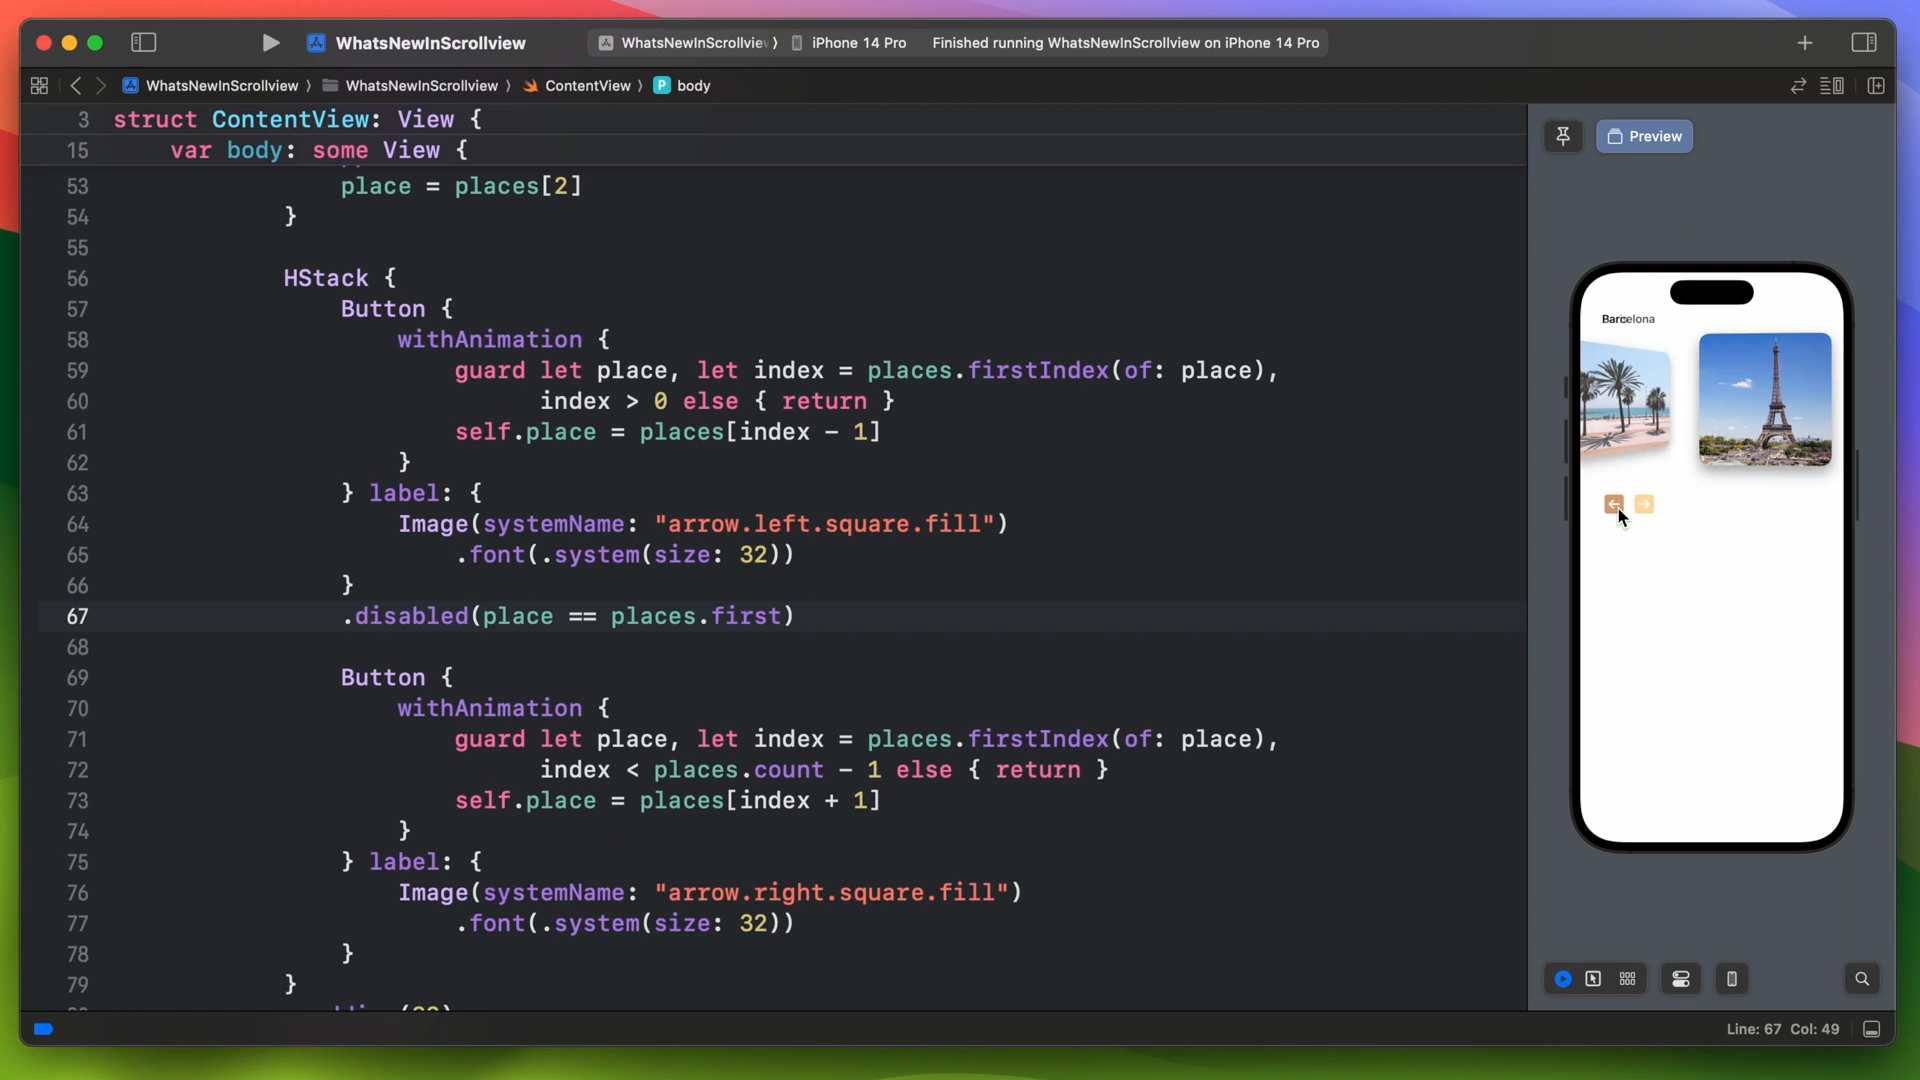 WhatsNewInScrollview
WhatsNewInScrollvie
iPhone 14 Pro
Finished running WhatsNewInScrollview on iPhone 14 Pro
WhatsNewInScrollview
WhatsNewInScrollview
ContentView
P
body
3 struct ContentView: View {
15 var body: some View {
53 place = places[2]
54 }
55
56 HStack {
57 Button {
58 withAnimation {
59 guard let place, let index = places.firstIndex(of: place),
60 index > 0 else { return }
61 self.place = places[index - 1]
62 }
63 } label: {
64 Image(systemName: "arrow.left.square.fill")
65 .font(.system(size: 32))
66 }
67 .disabled(place == places.first)
68
69 Button {
70 withAnimation {
71 guard let place, let index = places.firstIndex(of: place),
72 index < places.count - 1 else { return }
73 self.place = places[index + 1]
74 }
75 } label: {
76 Image(systemName: "arrow.right.square.fill")
77 .font(.system(size: 32))
78 }
79 }
Preview
Barcelona
Line: 67 Col: 49